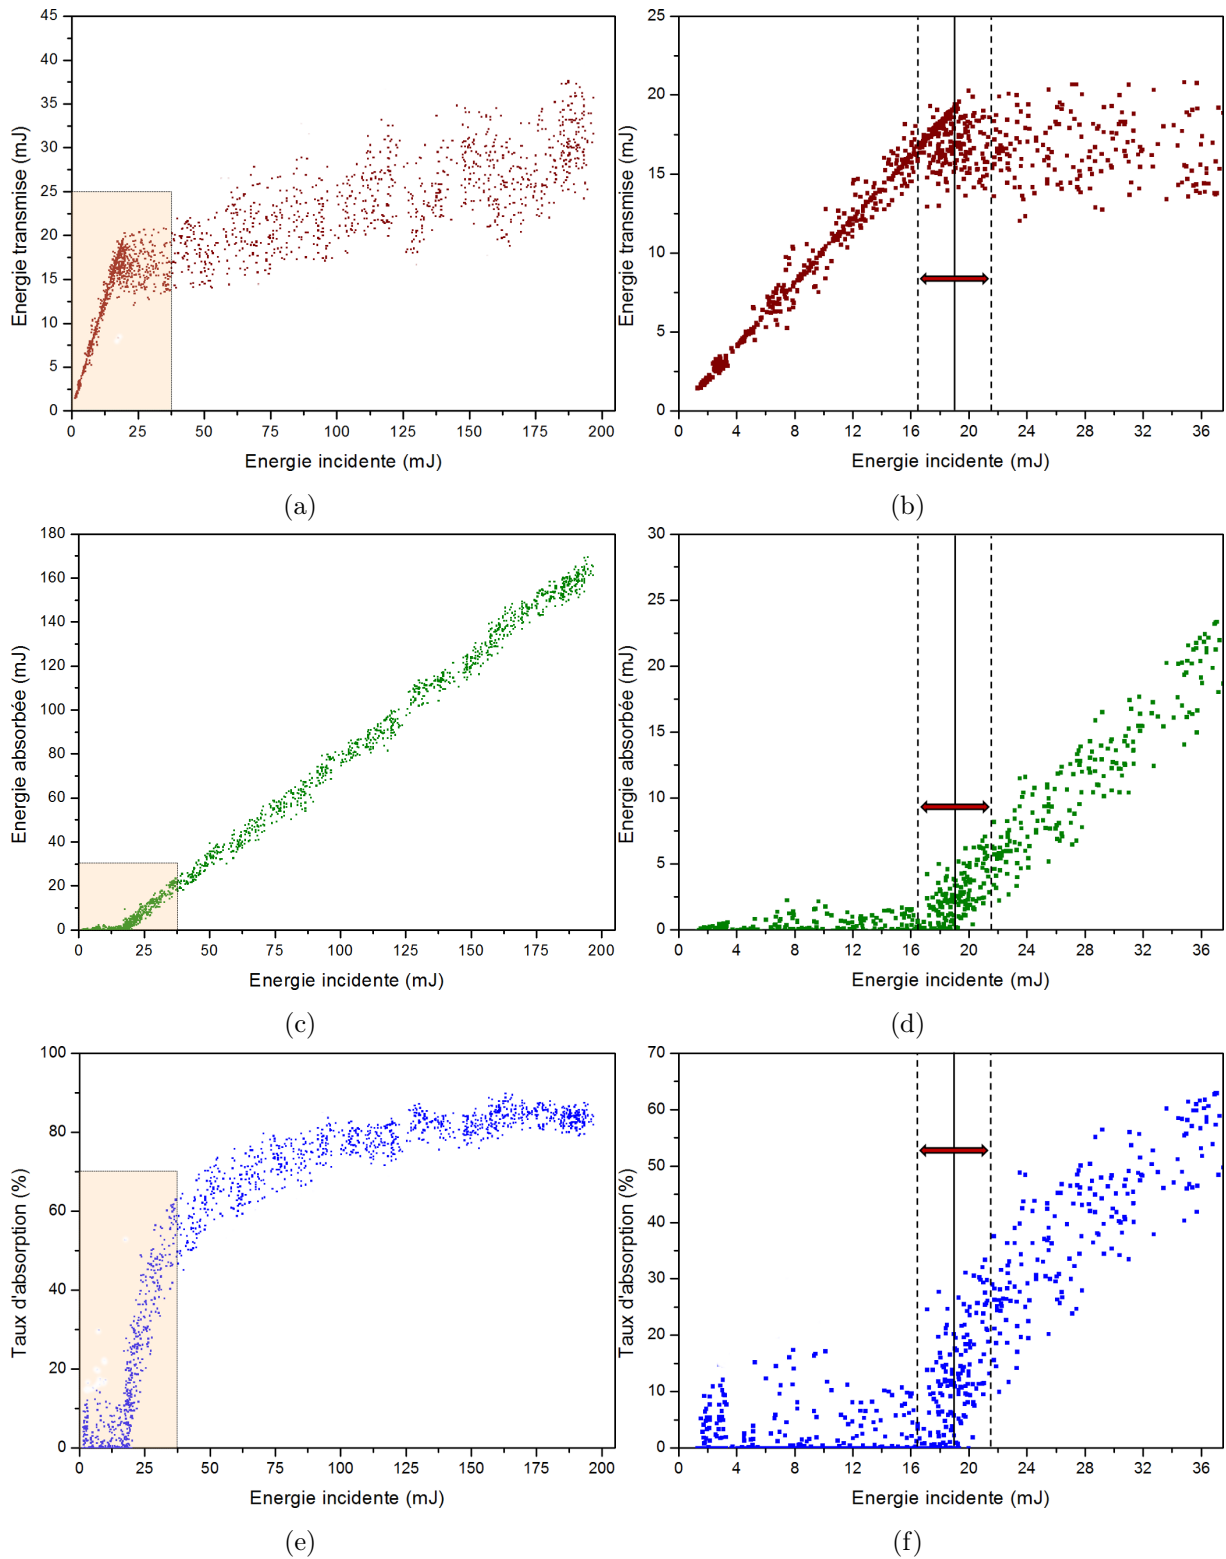 45
40
35
30
25
20
15
10
5
0
Energie transmise (mJ)
0 25 50 75 100 125 150 175 200
Energie incidente (mJ)
(a)
25
20
15
10
5
0
Energie transmise (mJ)
0 4 8 12 16 20 24 28 32 36
Energie incidente (mJ)
(b)
180
160
140
120
100
80
60
40
20
0
Energie absorbée (mJ)
0 25 50 75 100 125 150 175 200
Energie incidente (mJ)
(c)
30
25
20
15
10
5
0
Energie absorbée (mJ)
0 4 8 12 16 20 24 28 32 36
Energie incidente (mJ)
(d)
100
80
60
40
20
0
Taux d'absorption (%)
0 25 50 75 100 125 150 175 200
Energie incidente (mJ)
(e)
70
60
50
40
30
20
10
0
Taux d'absorption (%)
0 4 8 12 16 20 24 28 32 36
Energie incidente (mJ)
(f)